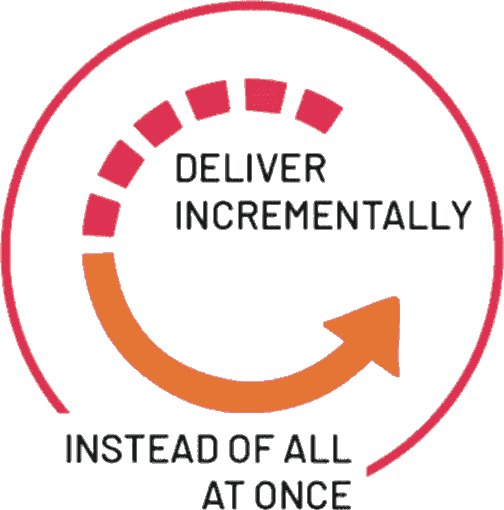 DELIVER
INCREMENTALLY
INSTEAD OF ALL
AT ONCE